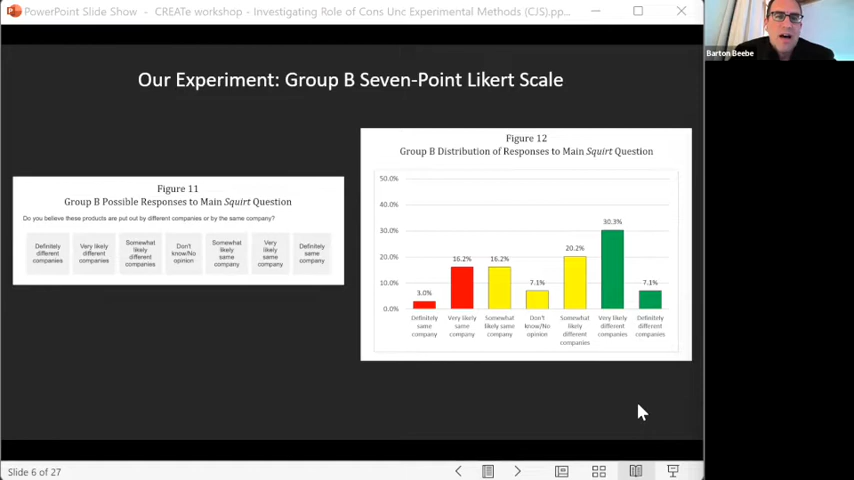 PowerPoint Slide Show - CREATe workshop - Investigating Role of Cons Unc Experimental Methods (CJS).pp...
Barton Beebe
Our Experiment: Group B Seven-Point Likert Scale
Figure 11
Group B Possible Responses to Main Squirt Question
Do you believe these products are put out by different companies or by the same company?
Definitely different companies
Very likely different companies
Somewhat likely different companies
Don't know/No opinion
Somewhat likely same company
Very likely same company
Definitely same company
Figure 12
Group B Distribution of Responses to Main Squirt Question
50.0%
40.0%
30.0%
20.0%
10.0%
0.0%
3.0%
16.2%
16.2%
7.1%
20.2%
30.3%
7.1%
Definitely same company
Very likely same company
Somewhat likely same company
Don't know/No opinion
Somewhat likely different companies
Very likely different companies
Definitely different companies
Slide 6 of 27